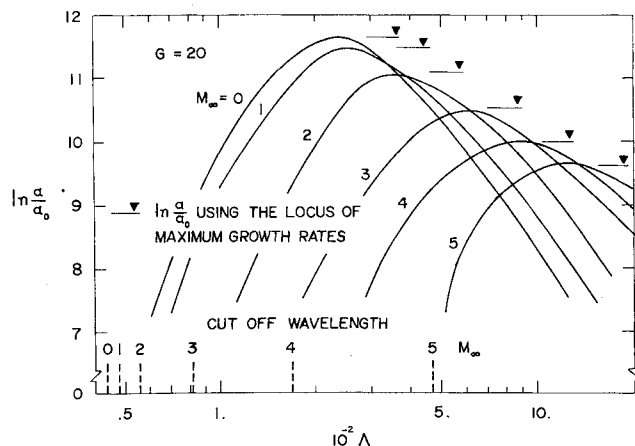 12
G = 20
11
M∞ = 0
1
2
10
3
ln a/a₀
4
9
ln a/a₀ USING THE LOCUS OF
MAXIMUM GROWTH RATES
5
8
CUT OFF WAVELENGTH
7
0 1 2 3 4 5 M∞
0
.5 1. 5. 10.
10⁻² Λ